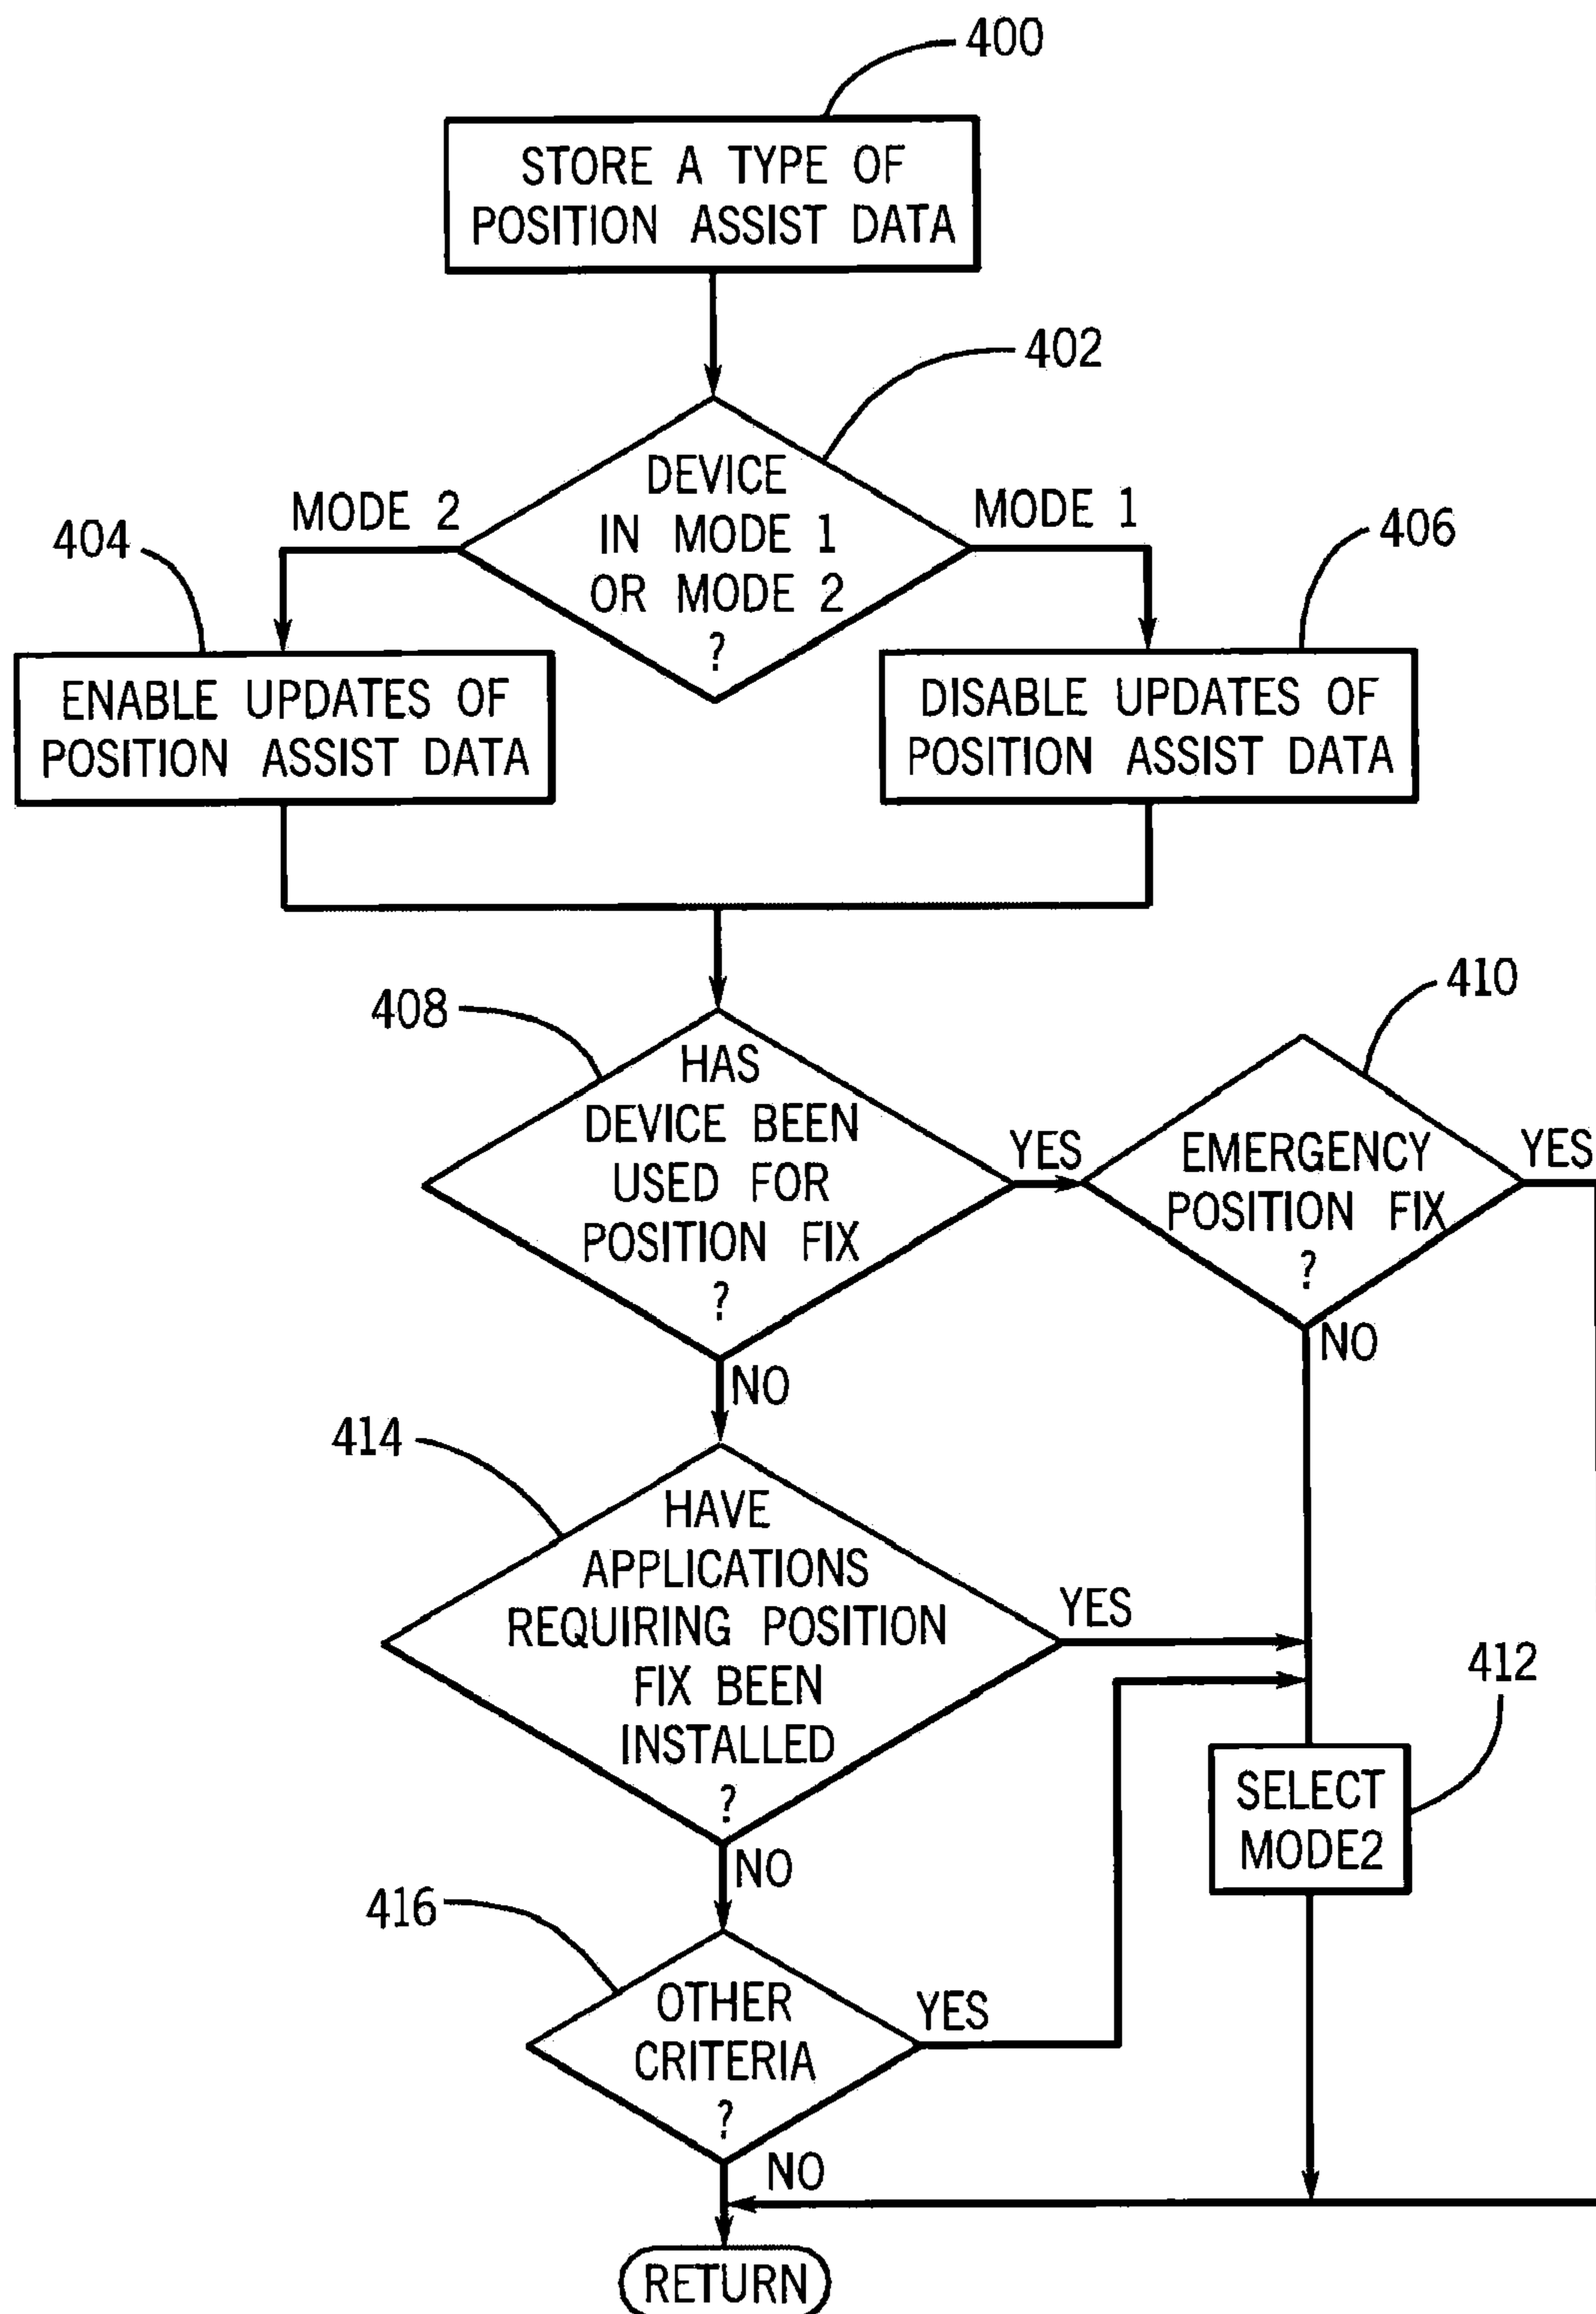 400
STORE A TYPE OF
POSITION ASSIST DATA
402
DEVICE
IN MODE 1
OR MODE 2
?
MODE 2
MODE 1
404
406
ENABLE UPDATES OF
POSITION ASSIST DATA
DISABLE UPDATES OF
POSITION ASSIST DATA
408
HAS
DEVICE BEEN
USED FOR
POSITION FIX
?
YES
410
EMERGENCY
POSITION FIX
?
YES
NO
NO
414
HAVE
APPLICATIONS
REQUIRING POSITION
FIX BEEN
INSTALLED
?
YES
412
SELECT
MODE2
NO
416
OTHER
CRITERIA
?
YES
NO
RETURN